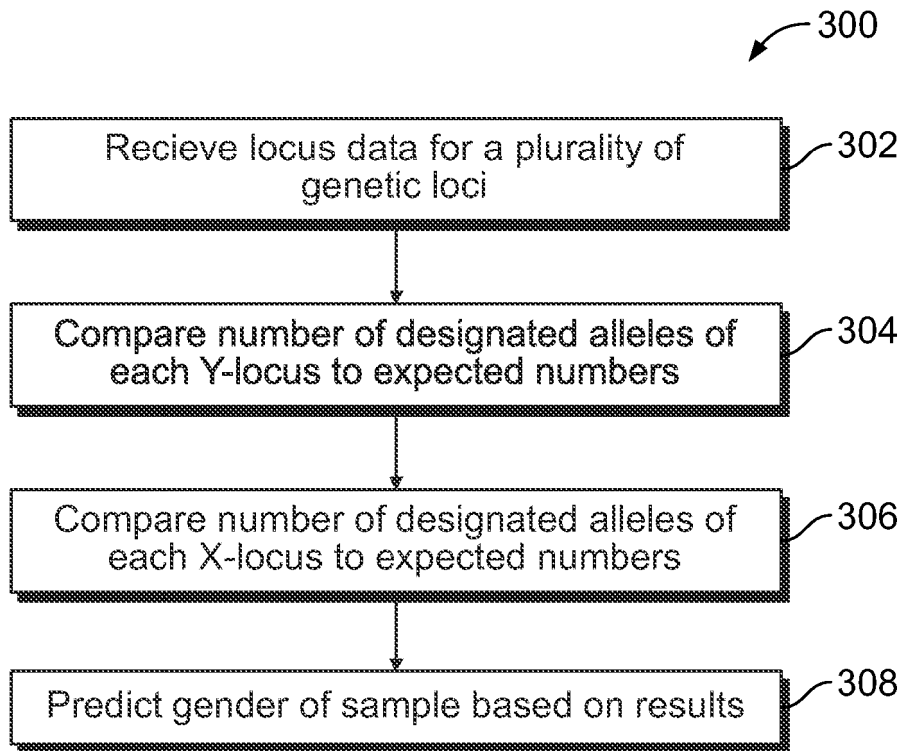 300
Recieve locus data for a plurality of
genetic loci
302
Compare number of designated alleles of
each Y-locus to expected numbers
304
Compare number of designated alleles of
each X-locus to expected numbers
306
Predict gender of sample based on results
308